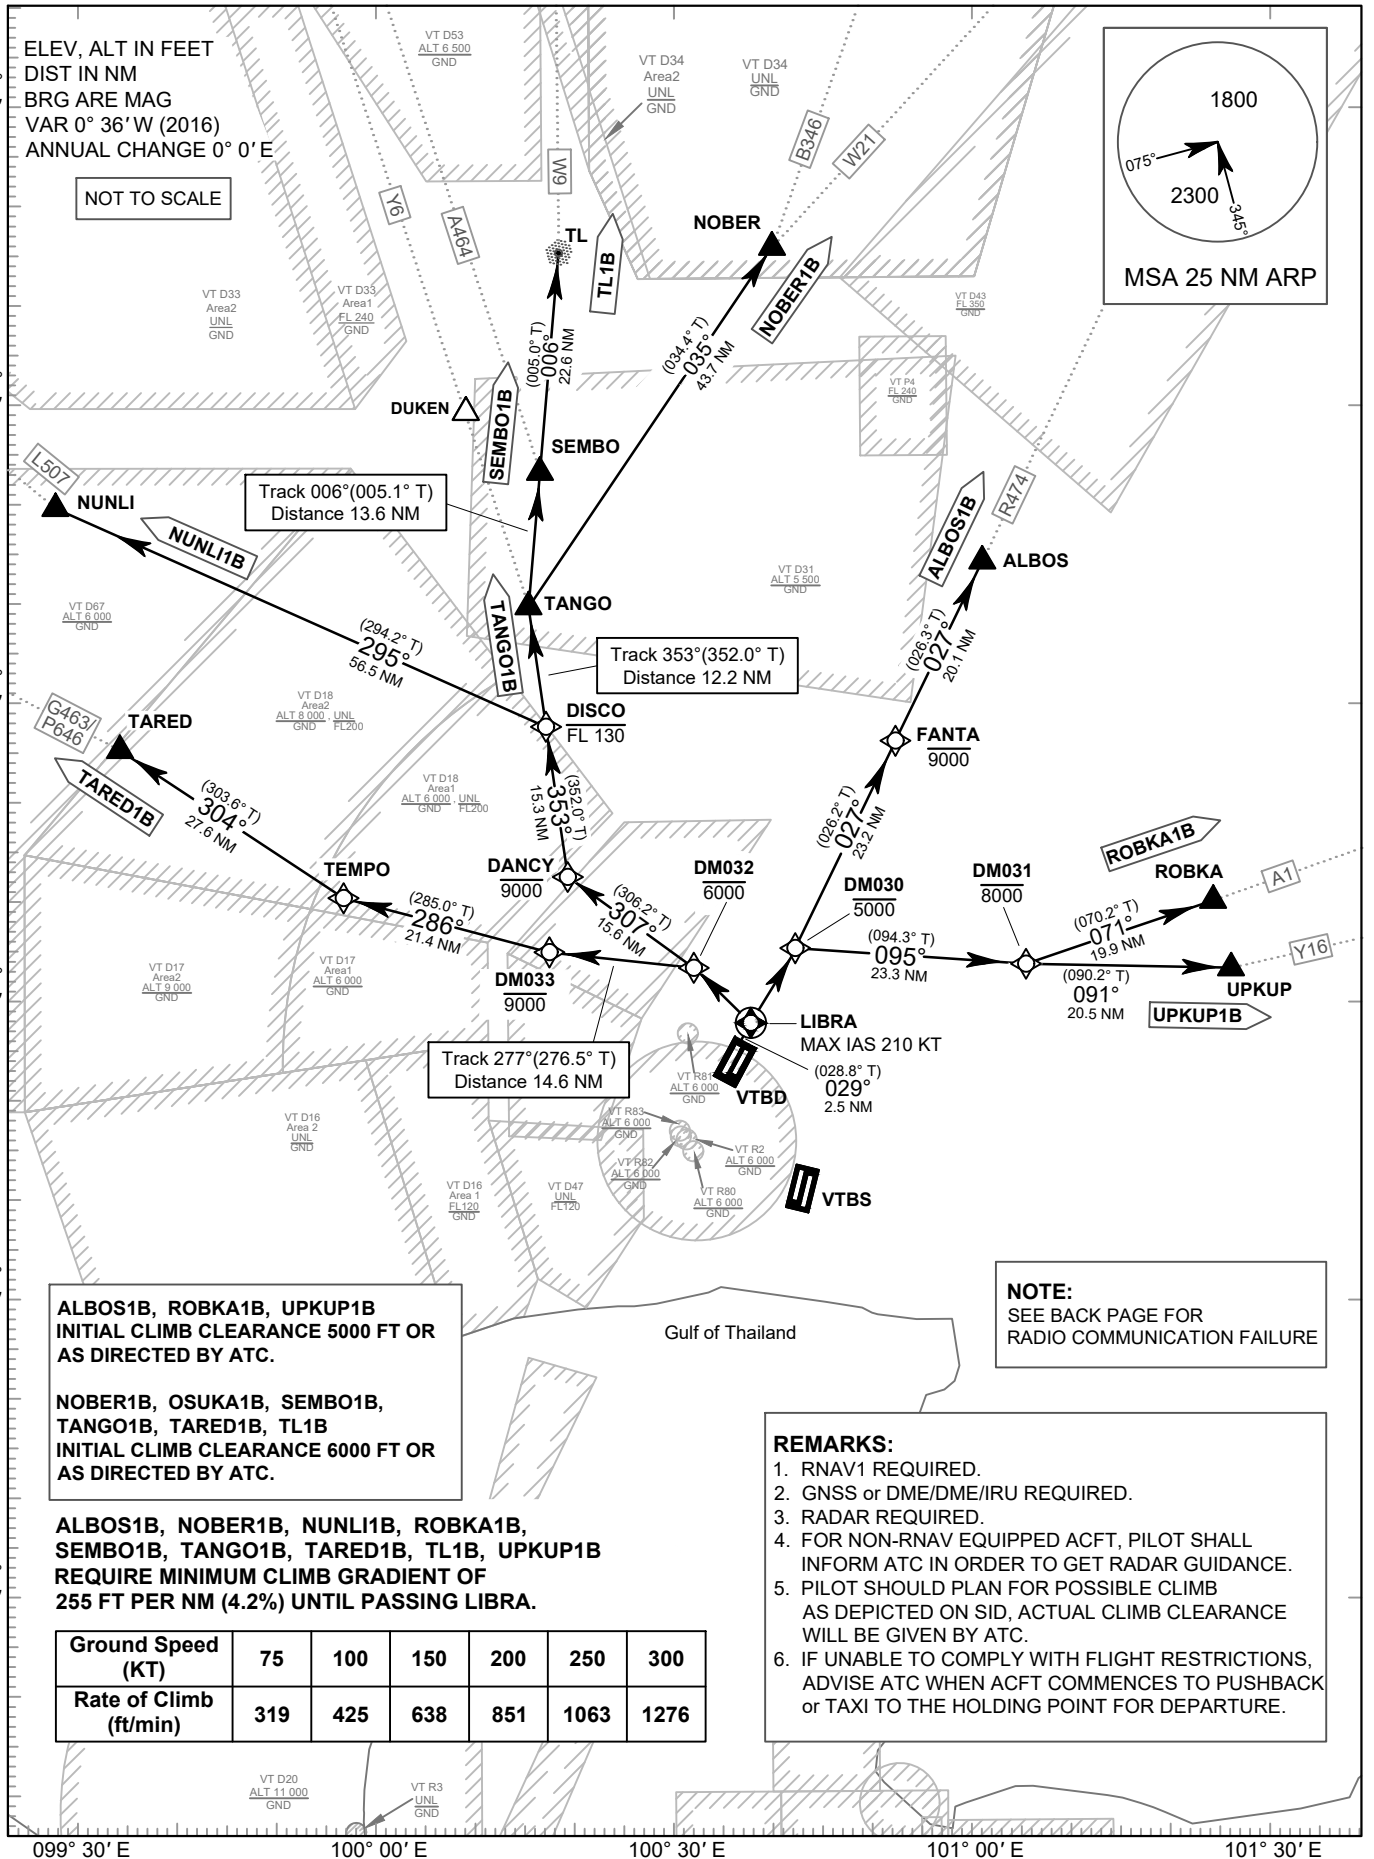 ELEV, ALT IN FEET
DIST IN NM
BRG ARE MAG
VAR 0° 36' W (2016)
ANNUAL CHANGE 0° 0' E
NOT TO SCALE
VT D53
ALT 6 500
GND
VT D34
Area2
UNL
GND
VT D34
UNL
GND
1800
075°
2300
345°
MSA 25 NM ARP
B346
W21
W9
Y6
A464
TL
TL1B
NOBER
NOBER1B
VT D33
Area2
UNL
GND
VT D33
Area1
FL 240
GND
VT D43
FL 350
GND
(005.0° T)
006°
22.6 NM
(034.4° T)
035°
43.7 NM
VT P4
FL 240
GND
DUKEN
SEMBO1B
SEMBO
L507
NUNLI
NUNLI1B
Track 006°(005.1° T)
Distance 13.6 NM
R474
ALBOS1B
ALBOS
VT D31
ALT 5 500
GND
VT D67
ALT 6 000
GND
TANGO
TANGO1B
(294.2° T)
295°
56.5 NM
Track 353°(352.0° T)
Distance 12.2 NM
(026.3° T)
027°
20.1 NM
G463/
P646
TARED
TARED1B
VT D18
Area2
ALT 8 000 , UNL
GND FL200
DISCO
FL 130
FANTA
9000
VT D18
Area1
ALT 6 000 , UNL
GND FL200
(303.6° T)
304°
27.6 NM
(352.0° T)
353°
15.3 NM
(026.2° T)
027°
23.2 NM
TEMPO
DANCY
9000
DM032
6000
DM030
5000
DM031
8000
ROBKA1B
ROBKA
A1
(285.0° T)
286°
21.4 NM
(306.2° T)
307°
15.6 NM
(094.3° T)
095°
23.3 NM
(070.2° T)
071°
19.9 NM
Y16
VT D17
Area2
ALT 9 000
GND
VT D17
Area1
ALT 6 000
GND
DM033
9000
(090.2° T)
091°
20.5 NM
UPKUP
UPKUP1B
LIBRA
MAX IAS 210 KT
(028.8° T)
029°
2.5 NM
Track 277°(276.5° T)
Distance 14.6 NM
VTBD
VT R81
ALT 6 000
GND
VT R83
ALT 6 000
GND
VT R2
ALT 6 000
GND
VT R82
ALT 6 000
GND
VT R80
ALT 6 000
GND
VT D16
Area 2
UNL
GND
VT D16
Area 1
FL120
GND
VT D47
UNL
FL120
VTBS
ALBOS1B, ROBKA1B, UPKUP1B
INITIAL CLIMB CLEARANCE 5000 FT OR
AS DIRECTED BY ATC.
NOBER1B, OSUKA1B, SEMBO1B,
TANGO1B, TARED1B, TL1B
INITIAL CLIMB CLEARANCE 6000 FT OR
AS DIRECTED BY ATC.
Gulf of Thailand
NOTE:
SEE BACK PAGE FOR
RADIO COMMUNICATION FAILURE
ALBOS1B, NOBER1B, NUNLI1B, ROBKA1B,
SEMBO1B, TANGO1B, TARED1B, TL1B, UPKUP1B
REQUIRE MINIMUM CLIMB GRADIENT OF
255 FT PER NM (4.2%) UNTIL PASSING LIBRA.
REMARKS:
1. RNAV1 REQUIRED.
2. GNSS or DME/DME/IRU REQUIRED.
3. RADAR REQUIRED.
4. FOR NON-RNAV EQUIPPED ACFT, PILOT SHALL
INFORM ATC IN ORDER TO GET RADAR GUIDANCE.
5. PILOT SHOULD PLAN FOR POSSIBLE CLIMB
AS DEPICTED ON SID, ACTUAL CLIMB CLEARANCE
WILL BE GIVEN BY ATC.
6. IF UNABLE TO COMPLY WITH FLIGHT RESTRICTIONS,
ADVISE ATC WHEN ACFT COMMENCES TO PUSHBACK
or TAXI TO THE HOLDING POINT FOR DEPARTURE.
Ground Speed (KT) 75 100 150 200 250 300
Rate of Climb (ft/min) 319 425 638 851 1063 1276
VT D20
ALT 11 000
GND
VT R3
UNL
GND
099° 30' E 100° 00' E 100° 30' E 101° 00' E 101° 30' E